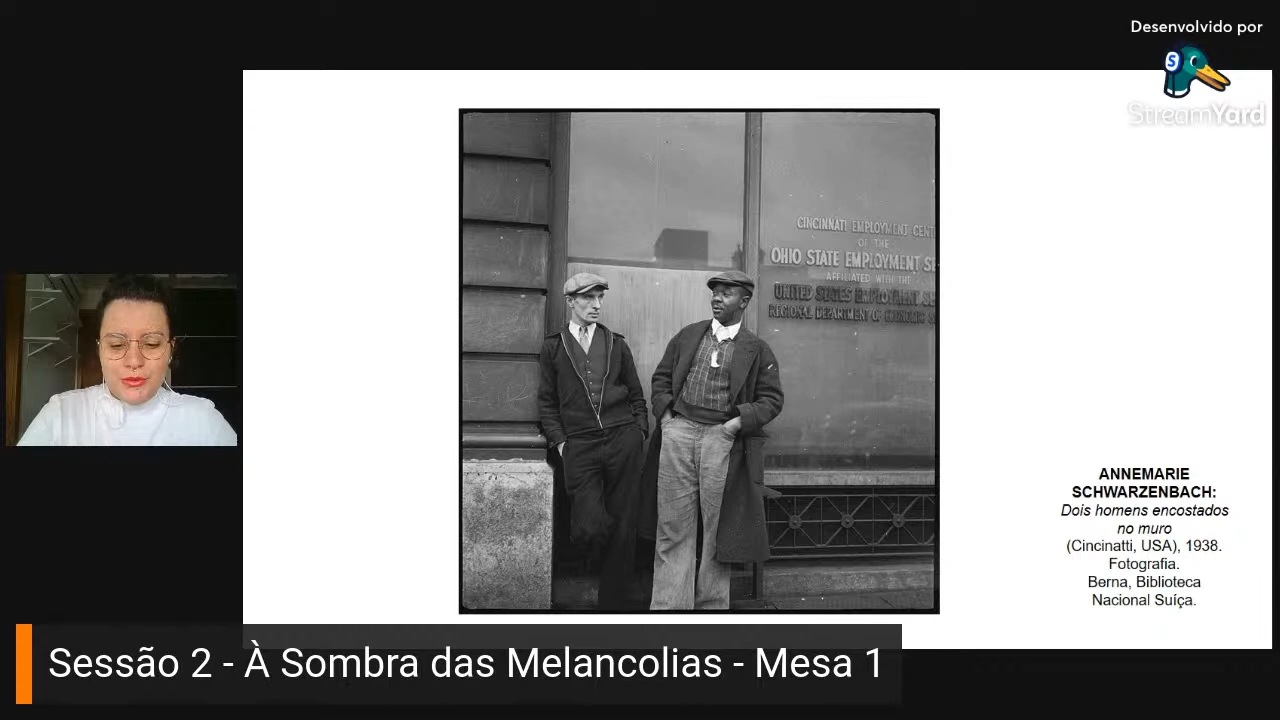 Desenvolvido por
StreamYard
CINCINNATI EMPLOYMENT CENT
OF THE
OHIO STATE EMPLOYMENT SE
AFFILIATED WITH THE
UNITED STATES EMPLOYMENT SE
REGIONAL DEPARTMENT OF
ANNEMARIE
SCHWARZENBACH:
Dois homens encostados
no muro
(Cincinatti, USA), 1938.
Fotografia.
Berna, Biblioteca
Nacional Suíça.
Sessão 2 - À Sombra das Melancolias - Mesa 1